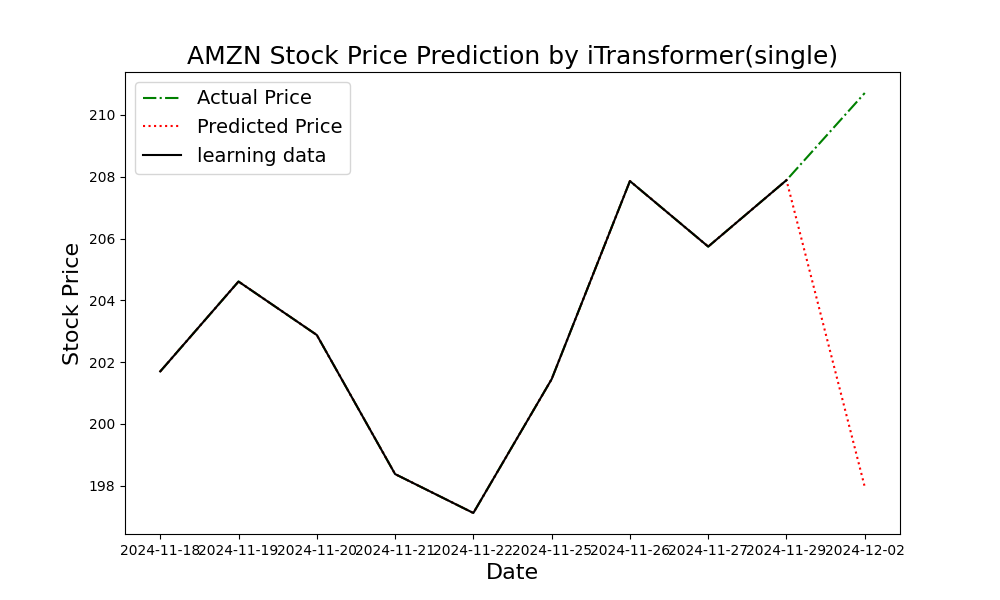 AMZN Stock Price Prediction by iTransformer(single)
Actual Price
Predicted Price
learning data
Stock Price
210
208
206
204
202
200
198
2024-11-18
2024-11-19
2024-11-20
2024-11-21
2024-11-22
2024-11-25
2024-11-26
2024-11-27
2024-11-29
2024-12-02
Date